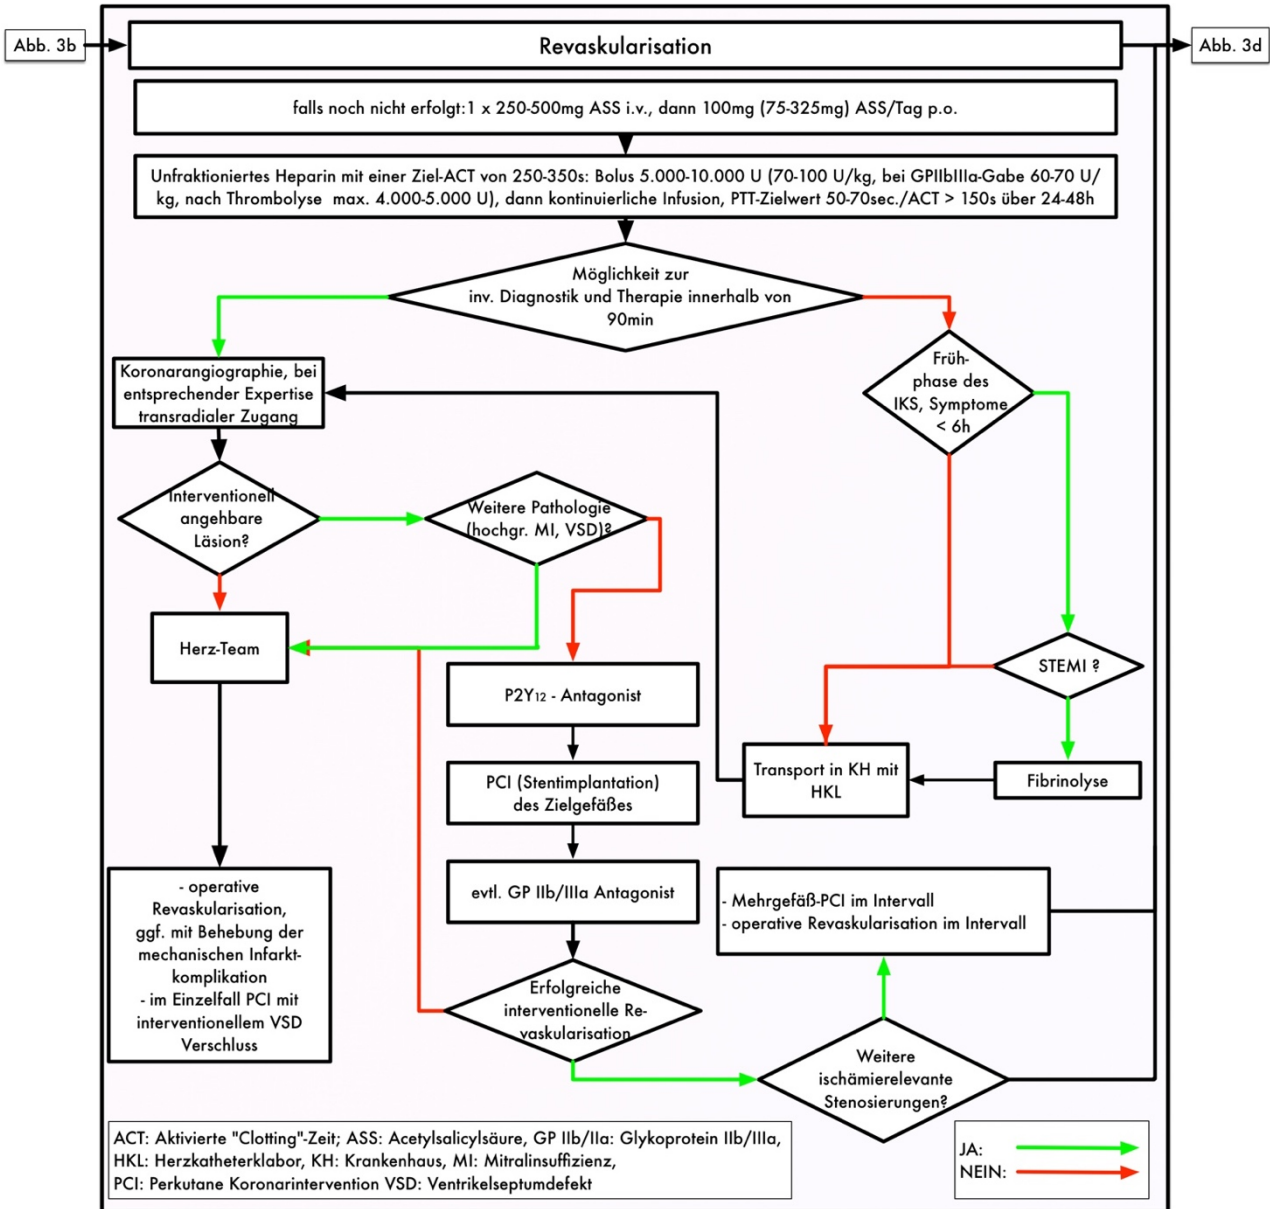 Abb. 3b
Revaskularisation
Abb. 3d
falls noch nicht erfolgt:1 x 250-500mg ASS i.v., dann 100mg (75-325mg) ASS/Tag p.o.
Unfraktioniertes Heparin mit einer Ziel-ACT von 250-350s: Bolus 5.000-10.000 U (70-100 U/kg, bei GPIIbIIIa-Gabe 60-70 U/
kg, nach Thrombolyse max. 4.000-5.000 U), dann kontinuierliche Infusion, PTT-Zielwert 50-70sec./ACT > 150s über 24-48h
Möglichkeit zur
inv. Diagnostik und Therapie innerhalb von
90min
Koronarangiographie, bei
entsprechender Expertise
transradialer Zugang
Früh-
phase des
IKS, Symptome
< 6h
Interventionell
angehbare
Läsion?
Weitere Pathologie
(hochgr. MI, VSD)?
Herz-Team
STEMI ?
P2Y12 - Antagonist
PCI (Stentimplantation)
des Zielgefäßes
Transport in KH mit
HKL
Fibrinolyse
evtl. GP IIb/IIIa Antagonist
- operative
Revaskularisation,
ggf. mit Behebung der
mechanischen Infarkt-
komplikation
- im Einzelfall PCI mit
interventionellem VSD
Verschluss
- Mehrgefäß-PCI im Intervall
- operative Revaskularisation im Intervall
Erfolgreiche
interventionelle Re-
vaskularisation
Weitere
ischämierelevante
Stenosierungen?
ACT: Aktivierte "Clotting"-Zeit; ASS: Acetylsalicylsäure, GP IIb/IIa: Glykoprotein IIb/IIIa,
HKL: Herzkatheterklabor, KH: Krankenhaus, MI: Mitralinsuffizienz,
PCI: Perkutane Koronarintervention VSD: Ventrikelseptumdefekt
JA:
NEIN: